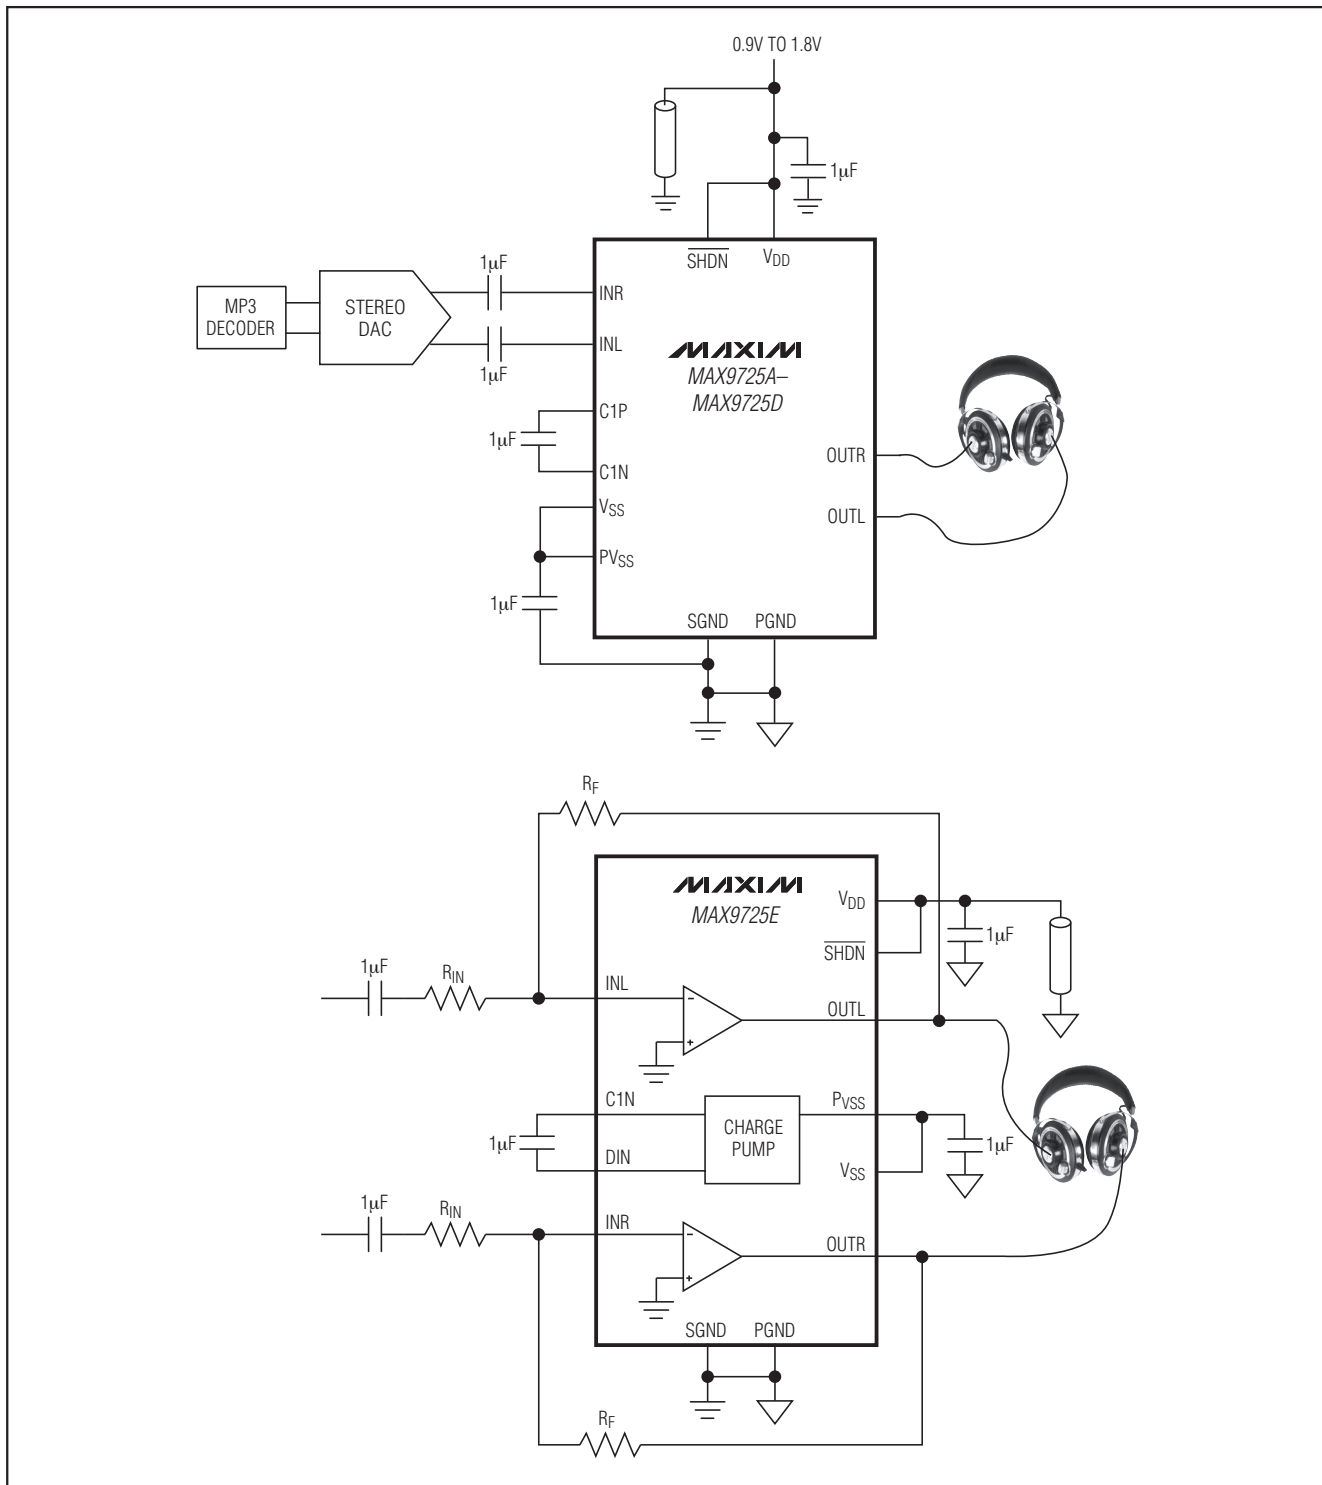 0.9V TO 1.8V
1µF
SHDN
VDD
1µF
INR
MP3
DECODER
STEREO
DAC
INL
1µF
MAXIM
MAX9725A–
MAX9725D
C1P
1µF
C1N
OUTR
VSS
OUTL
PVSS
1µF
SGND
PGND
RF
MAXIM
MAX9725E
VDD
1µF
SHDN
1µF
RIN
INL
-
OUTL
+
C1N
CHARGE
PUMP
PVSS
1µF
1µF
DIN
VSS
1µF
RIN
INR
-
OUTR
+
SGND
PGND
RF